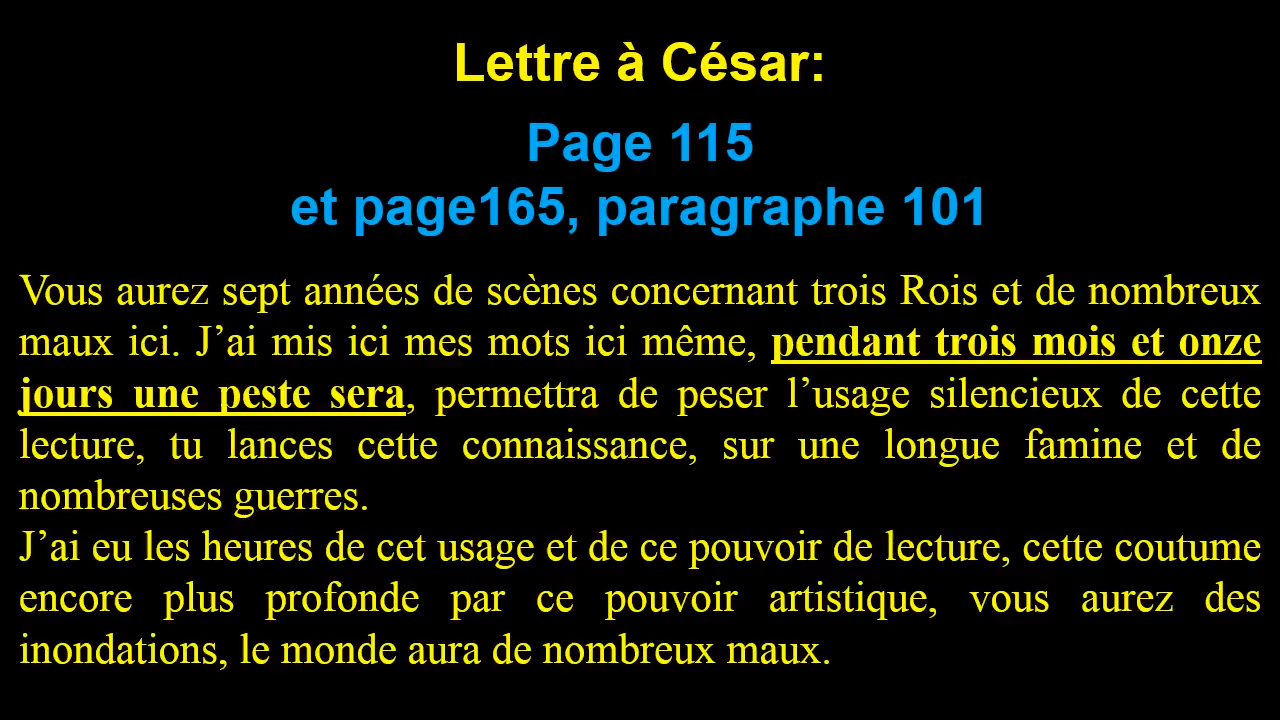 Lettre à César:
Page 115
et page165, paragraphe 101
Vous aurez sept années de scènes concernant trois Rois et de nombreux
maux ici. J’ai mis ici mes mots ici même, pendant trois mois et onze
jours une peste sera, permettra de peser l’usage silencieux de cette
lecture, tu lances cette connaissance, sur une longue famine et de
nombreuses guerres.
J’ai eu les heures de cet usage et de ce pouvoir de lecture, cette coutume
encore plus profonde par ce pouvoir artistique, vous aurez des
inondations, le monde aura de nombreux maux.